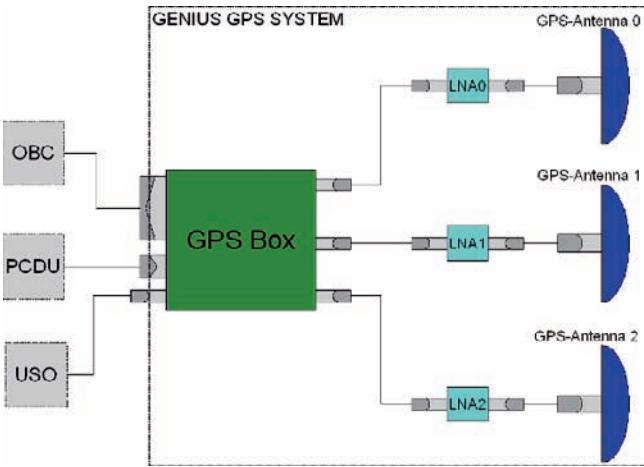 GENIUS GPS SYSTEM
GPS-Antenna 0
LNA0
OBC
GPS-Antenna 1
GPS Box
LNA1
PCDU
GPS-Antenna 2
USO
LNA2